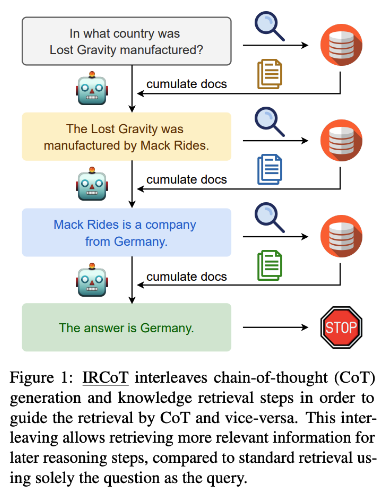 In what country was
Lost Gravity manufactured?
cumulate docs
The Lost Gravity was
manufactured by Mack Rides.
cumulate docs
Mack Rides is a company
from Germany.
cumulate docs
The answer is Germany.
STOP
Figure 1: IRCoT interleaves chain-of-thought (CoT)
generation and knowledge retrieval steps in order to
guide the retrieval by CoT and vice-versa. This inter-
leaving allows retrieving more relevant information for
later reasoning steps, compared to standard retrieval us-
ing solely the question as the query.